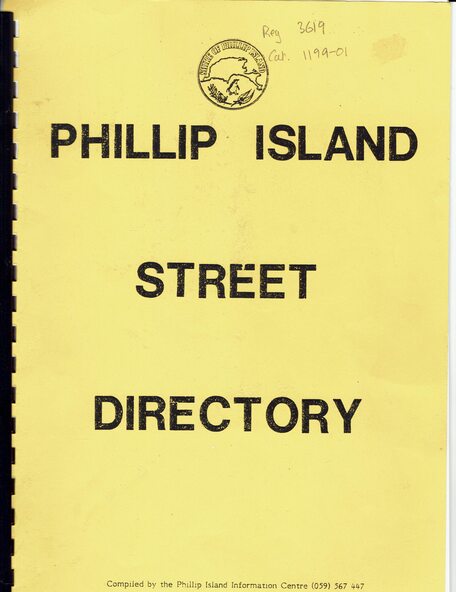 Reg 3619
Cat. 1199-01
SHIRE OF PHILLIP ISLAND
PHILLIP ISLAND
STREET
DIRECTORY
Compiled by the Phillip Island Information Centre (059) 567 447